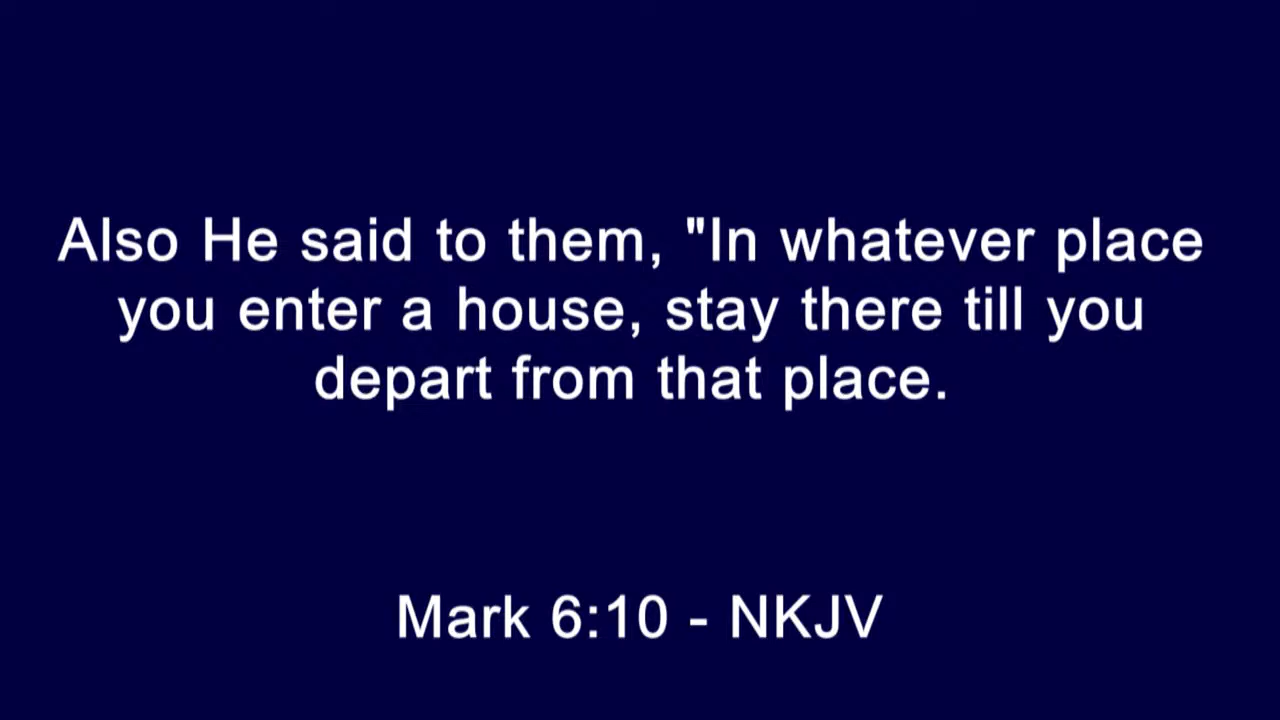 Also He said to them, "In whatever place
you enter a house, stay there till you
depart from that place.
Mark 6:10 - NKJV